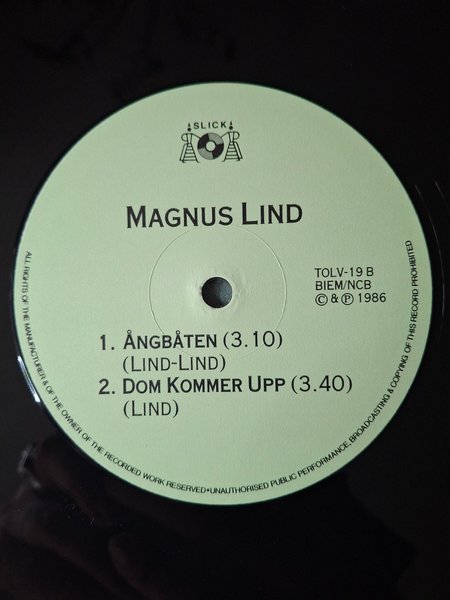 SLICK
MAGNUS LIND
TOLV-19 B
BIEM/NCB
© & ℗ 1986
1. ÅNGBÅTEN (3.10)
(LIND-LIND)
2. DOM KOMMER UPP (3.40)
(LIND)
ALL RIGHTS OF THE MANUFACTURER & OF THE OWNER OF THE RECORDED WORK RESERVED•UNAUTHORISED PUBLIC PERFORMANCE, BROADCASTING & COPYING OF THIS RECORD PROHIBITED